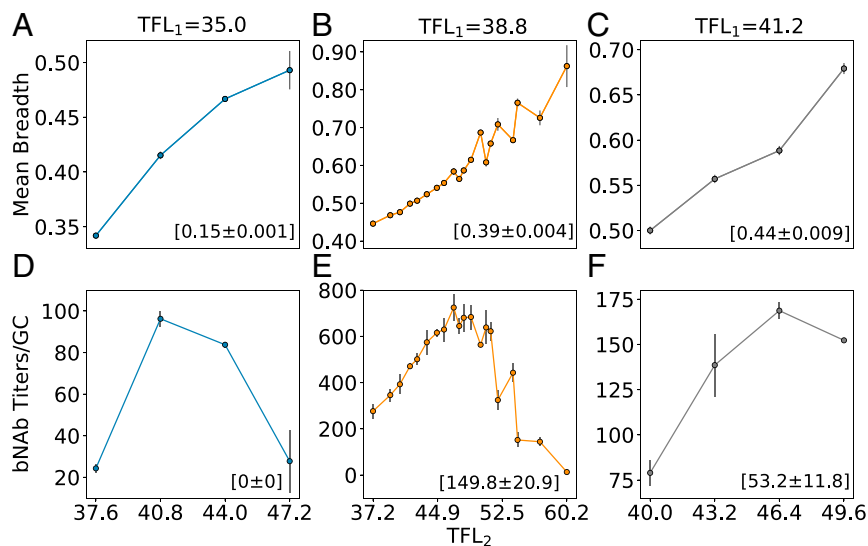 A
TFL₁=35.0
B
TFL₁=38.8
C
TFL₁=41.2
Mean Breadth
0.50
0.45
0.40
0.35
[0.15±0.001]
0.90
0.80
0.70
0.60
0.50
0.40
[0.39±0.004]
0.70
0.65
0.60
0.55
0.50
[0.44±0.009]
D
E
F
bNAb Titers/GC
100
80
60
40
20
[0±0]
37.6 40.8 44.0 47.2
800
600
400
200
0
[149.8±20.9]
37.2 44.9 52.5 60.2
175
150
125
100
75
[53.2±11.8]
40.0 43.2 46.4 49.6
TFL₂